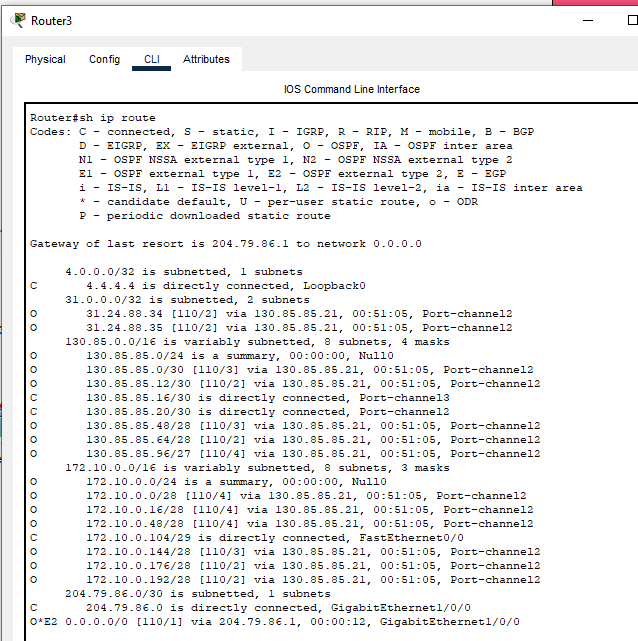 Router3
Physical Config CLI Attributes
IOS Command Line Interface
Router#sh ip route
Codes: C - connected, S - static, I - IGRP, R - RIP, M - mobile, B - BGP
D - EIGRP, EX - EIGRP external, O - OSPF, IA - OSPF inter area
N1 - OSPF NSSA external type 1, N2 - OSPF NSSA external type 2
E1 - OSPF external type 1, E2 - OSPF external type 2, E - EGP
i - IS-IS, L1 - IS-IS level-1, L2 - IS-IS level-2, ia - IS-IS inter area
* - candidate default, U - per-user static route, o - ODR
P - periodic downloaded static route
Gateway of last resort is 204.79.86.1 to network 0.0.0.0
4.0.0.0/32 is subnetted, 1 subnets
C 4.4.4.4 is directly connected, Loopback0
31.0.0.0/32 is subnetted, 2 subnets
O 31.24.88.34 [110/2] via 130.85.85.21, 00:51:05, Port-channel2
O 31.24.88.35 [110/2] via 130.85.85.21, 00:51:05, Port-channel2
130.85.0.0/16 is variably subnetted, 8 subnets, 4 masks
O 130.85.85.0/24 is a summary, 00:00:00, Null0
O 130.85.85.0/30 [110/3] via 130.85.85.21, 00:51:05, Port-channel2
O 130.85.85.12/30 [110/2] via 130.85.85.21, 00:51:05, Port-channel2
C 130.85.85.16/30 is directly connected, Port-channel3
C 130.85.85.20/30 is directly connected, Port-channel2
O 130.85.85.48/28 [110/3] via 130.85.85.21, 00:51:05, Port-channel2
O 130.85.85.64/28 [110/2] via 130.85.85.21, 00:51:05, Port-channel2
O 130.85.85.96/27 [110/4] via 130.85.85.21, 00:51:05, Port-channel2
172.10.0.0/16 is variably subnetted, 8 subnets, 3 masks
O 172.10.0.0/24 is a summary, 00:00:00, Null0
O 172.10.0.0/28 [110/4] via 130.85.85.21, 00:51:05, Port-channel2
O 172.10.0.16/28 [110/4] via 130.85.85.21, 00:51:05, Port-channel2
O 172.10.0.48/28 [110/2] via 130.85.85.21, 00:51:05, Port-channel2
C 172.10.0.104/29 is directly connected, FastEthernet0/0
O 172.10.0.144/28 [110/3] via 130.85.85.21, 00:51:05, Port-channel2
O 172.10.0.176/28 [110/2] via 130.85.85.21, 00:51:05, Port-channel2
O 172.10.0.192/28 [110/2] via 130.85.85.21, 00:51:05, Port-channel2
204.79.86.0/30 is subnetted, 1 subnets
C 204.79.86.0 is directly connected, GigabitEthernet1/0/0
O*E2 0.0.0.0/0 [110/1] via 204.79.86.1, 00:00:12, GigabitEthernet1/0/0